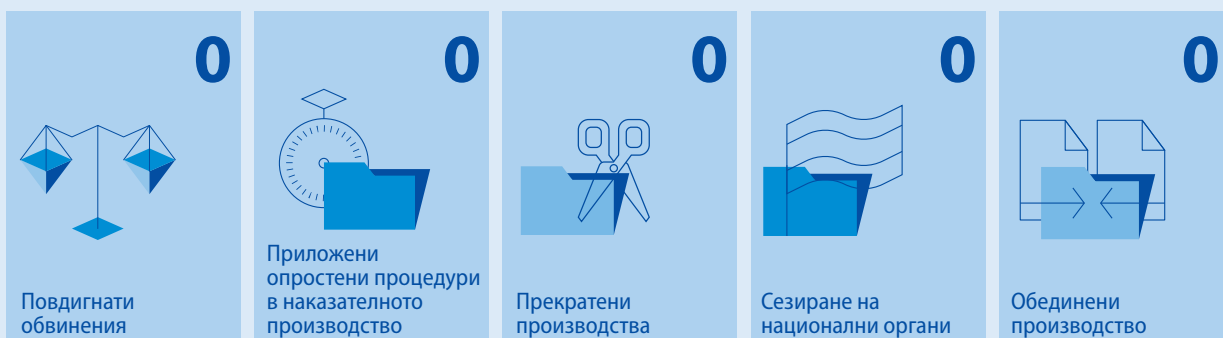 0
Повдигнати
обвинения
0
Приложени
опростени процедури
в наказателното
производство
0
Прекратени
производства
0
Сезиране на
национални органи
0
Обединени
производство